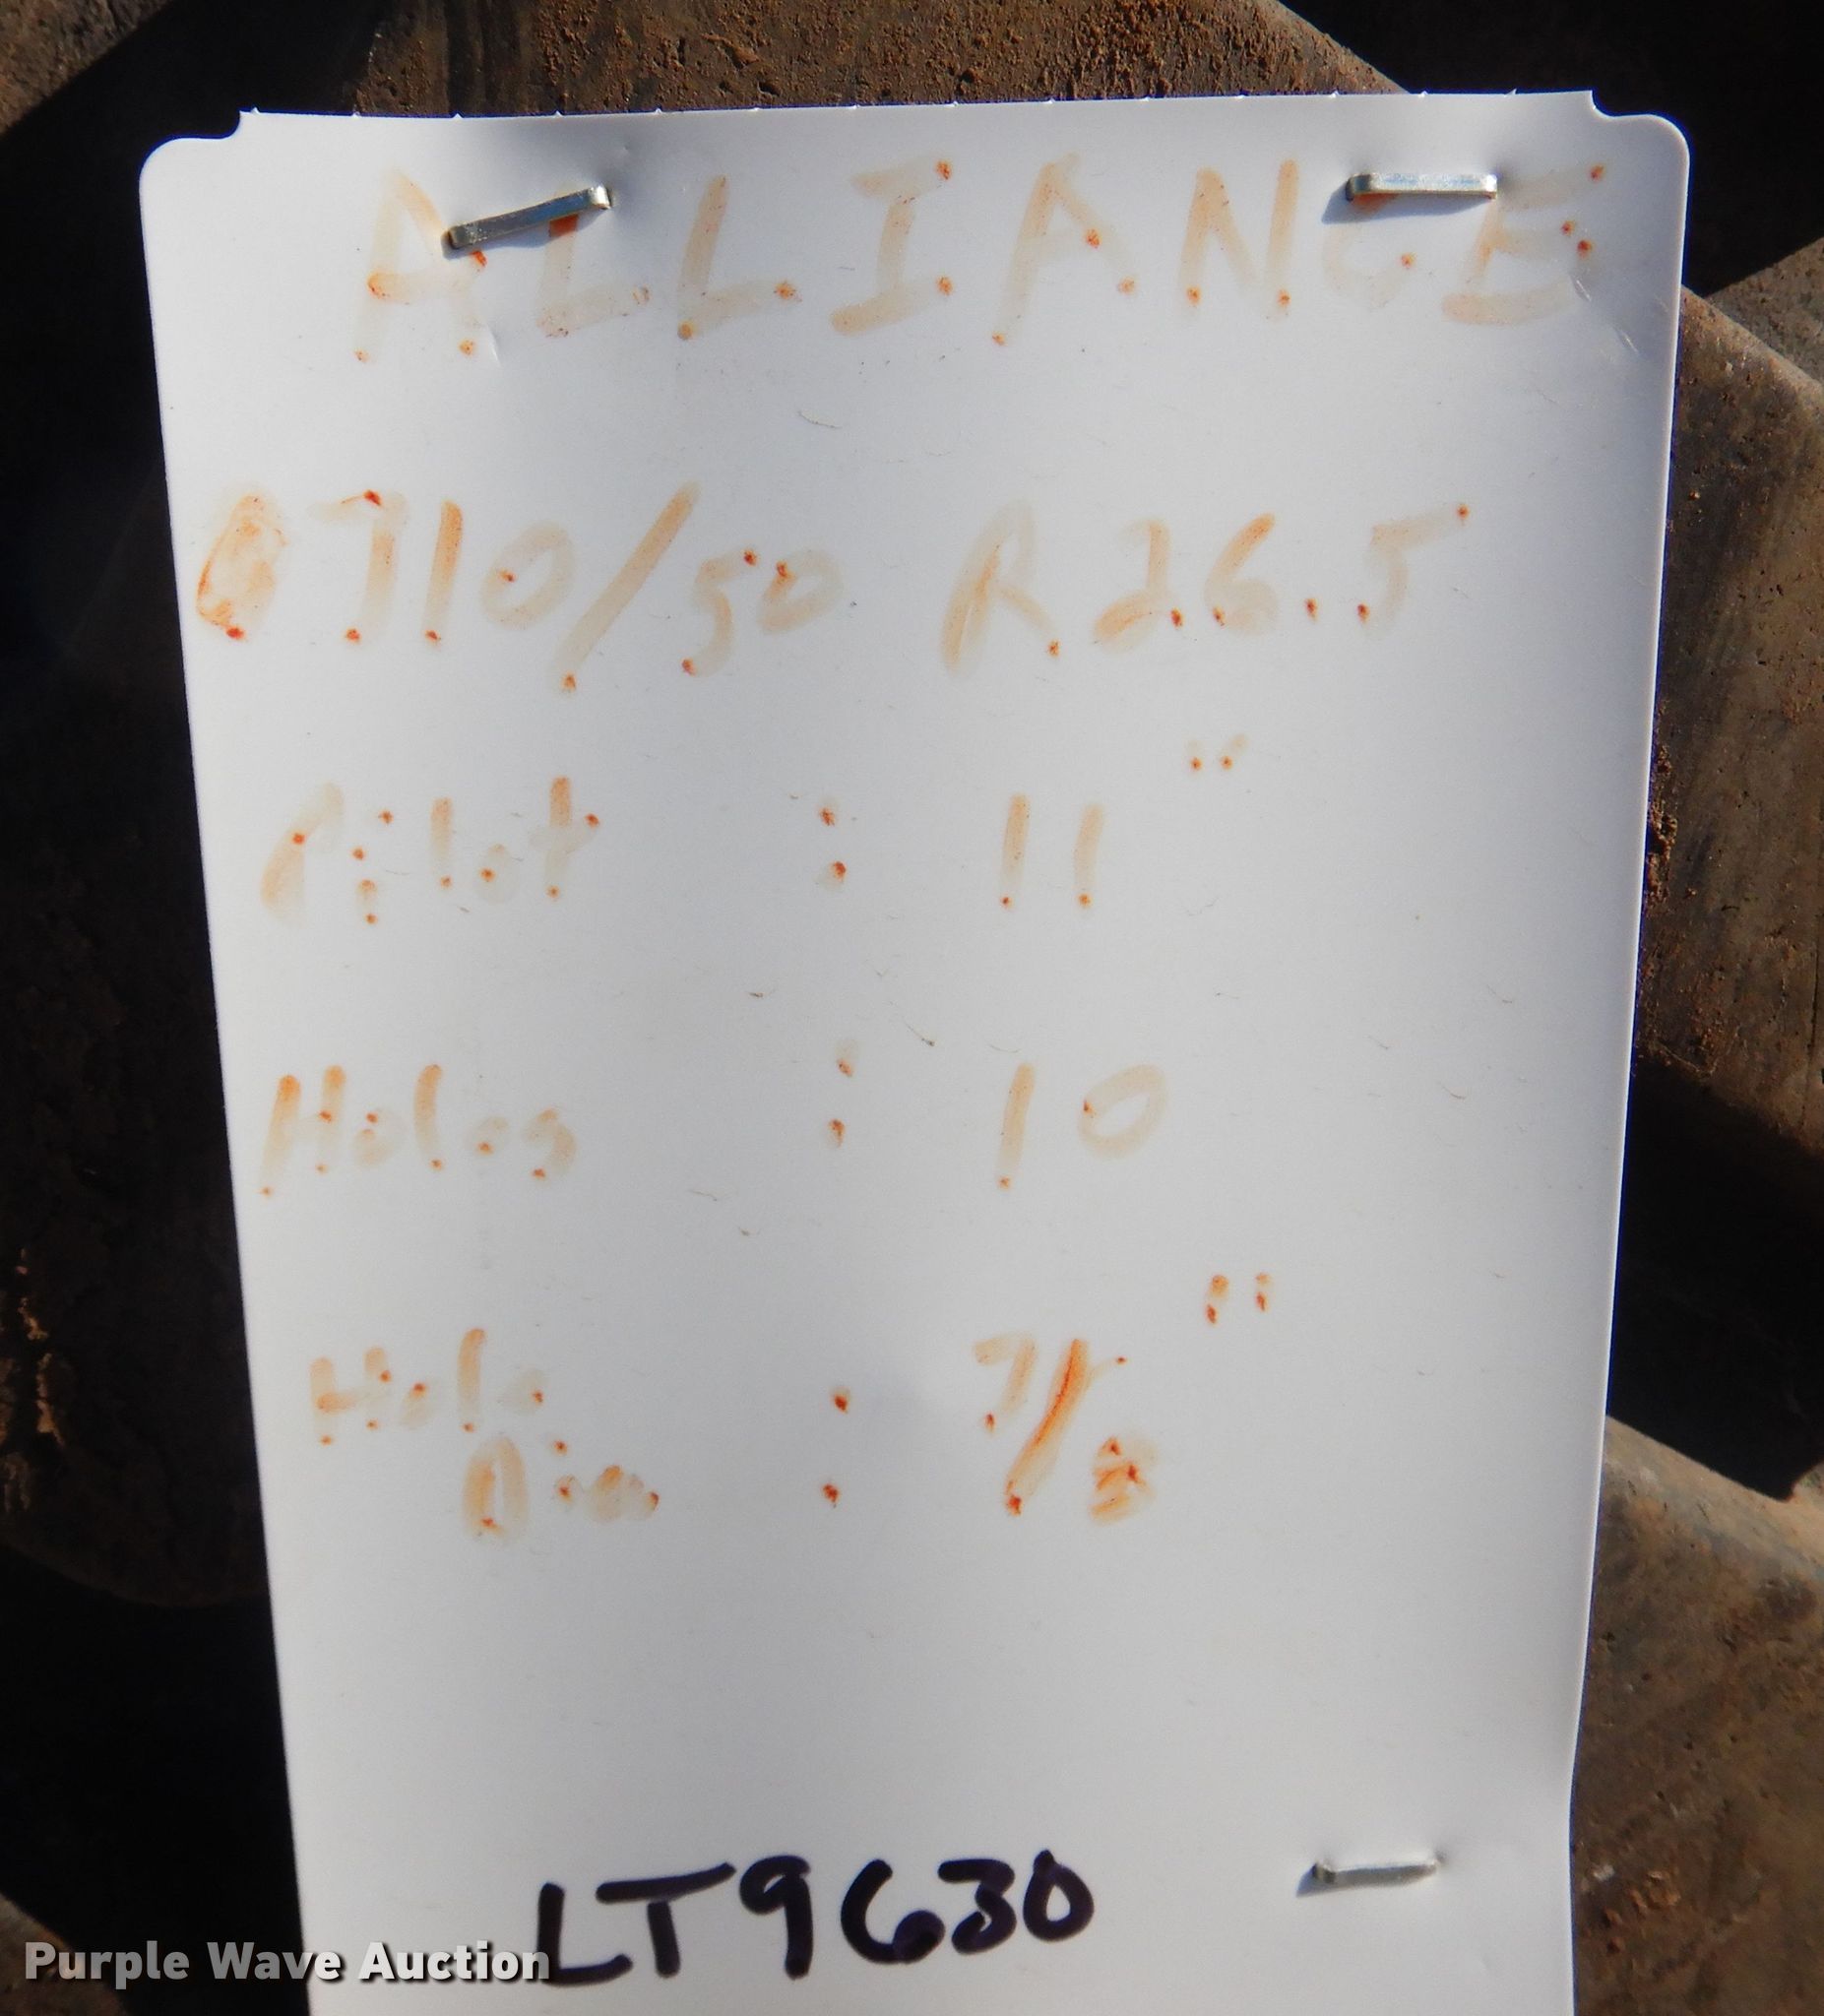 ALLIANCE
710/50 R26.5
Pilot : 11"
Holes : 10
Hole : 7/8"
Dia :
LT9630
Purple Wave Auction